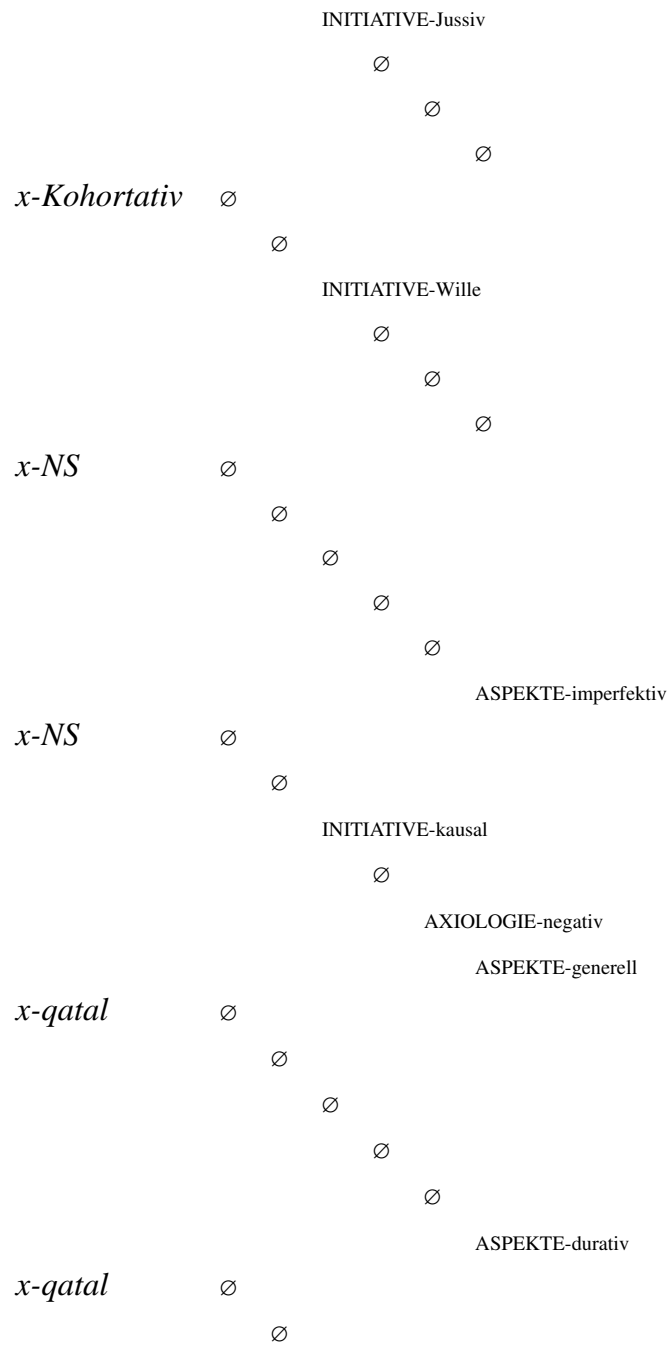 INITIATIVE-Jussiv
∅
∅
∅
x-Kohortativ ∅
∅
INITIATIVE-Wille
∅
∅
∅
x-NS ∅
∅
∅
∅
∅
ASPEKTE-imperfektiv
x-NS ∅
∅
INITIATIVE-kausal
∅
AXIOLOGIE-negativ
ASPEKTE-generell
x-qatal ∅
∅
∅
∅
∅
ASPEKTE-durativ
x-qatal ∅
∅